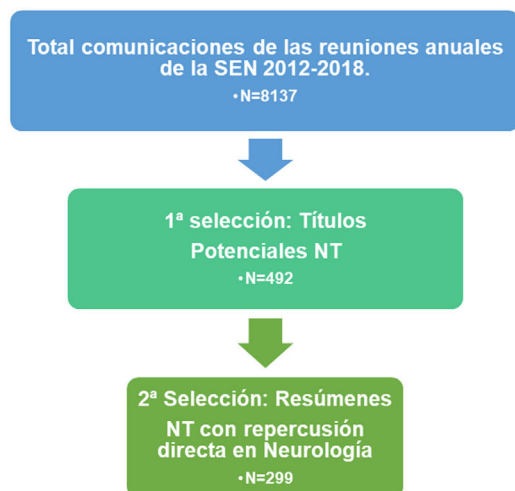 Total comunicaciones de las reuniones anuales
de la SEN 2012-2018.
•N=8137
1ª selección: Títulos
Potenciales NT
•N=492
2ª Selección: Resúmenes
NT con repercusión
directa en Neurología
•N=299